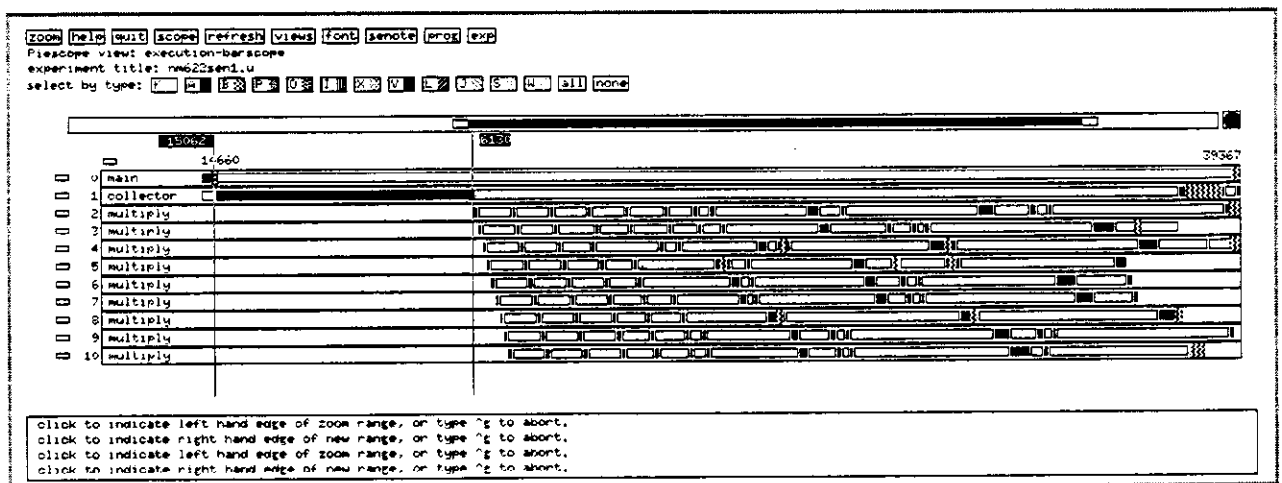 zoom help quit scope refresh views font senote prog exp
Piescope view: execution-barscope
experiment title: nm622sen1.u
select by type: A B P O I X V L J S W all none
15062 6130
14660 39367
0 main
1 collector
2 multiply
3 multiply
4 multiply
5 multiply
6 multiply
7 multiply
8 multiply
9 multiply
10 multiply
click to indicate left hand edge of zoom range, or type ^g to abort.
click to indicate right hand edge of new range, or type ^g to abort.
click to indicate left hand edge of zoom range, or type ^g to abort.
click to indicate right hand edge of new range, or type ^g to abort.